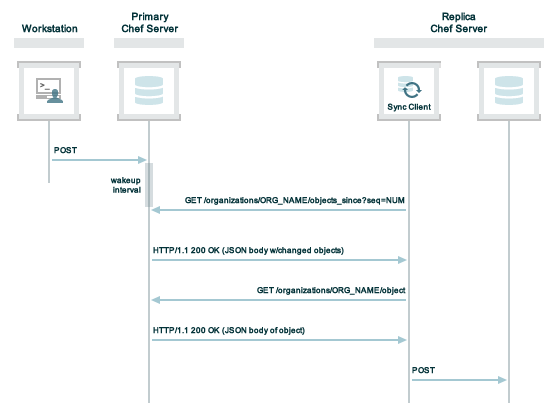 Workstation
Primary
Chef Server
Replica
Chef Server
>_
Sync Client
POST
wakeup
interval
GET /organizations/ORG_NAME/objects_since?seq=NUM
HTTP/1.1 200 OK (JSON body w/changed objects)
GET /organizations/ORG_NAME/object
HTTP/1.1 200 OK (JSON body of object)
POST